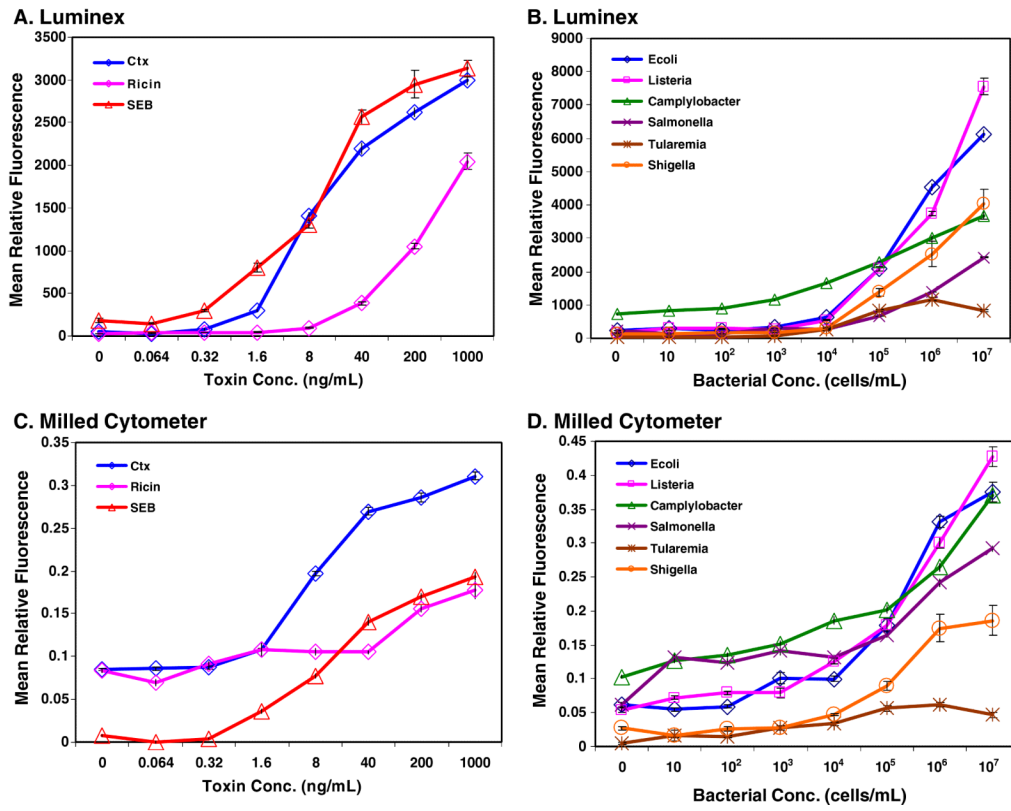 A. Luminex
Mean Relative Fluorescence
3500
3000
2500
2000
1500
1000
500
0
Ctx
Ricin
SEB
0 0.064 0.32 1.6 8 40 200 1000
Toxin Conc. (ng/mL)
B. Luminex
Mean Relative Fluorescence
9000
8000
7000
6000
5000
4000
3000
2000
1000
0
Ecoli
Listeria
Camplylobacter
Salmonella
Tularemia
Shigella
0 10 10² 10³ 10⁴ 10⁵ 10⁶ 10⁷
Bacterial Conc. (cells/mL)
C. Milled Cytometer
Mean Relative Fluorescence
0.35
0.3
0.25
0.2
0.15
0.1
0.05
0
Ctx
Ricin
SEB
0 0.064 0.32 1.6 8 40 200 1000
Toxin Conc. (ng/mL)
D. Milled Cytometer
Mean Relative Fluorescence
0.45
0.4
0.35
0.3
0.25
0.2
0.15
0.1
0.05
0
Ecoli
Listeria
Camplylobacter
Salmonella
Tularemia
Shigella
0 10 10² 10³ 10⁴ 10⁵ 10⁶ 10⁷
Bacterial Conc. (cells/mL)